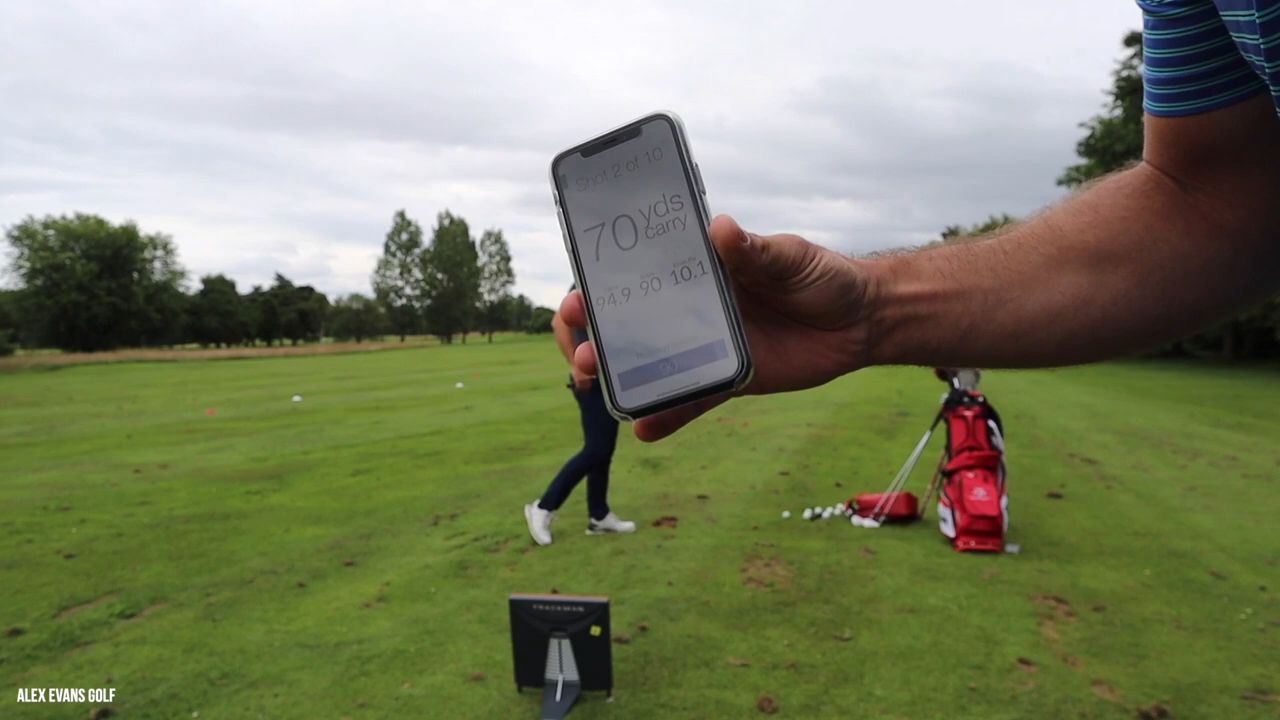 Shot 2 of 10
70 yds
carry
94.9 90 10.1
TRACKMAN
ALEX EVANS GOLF